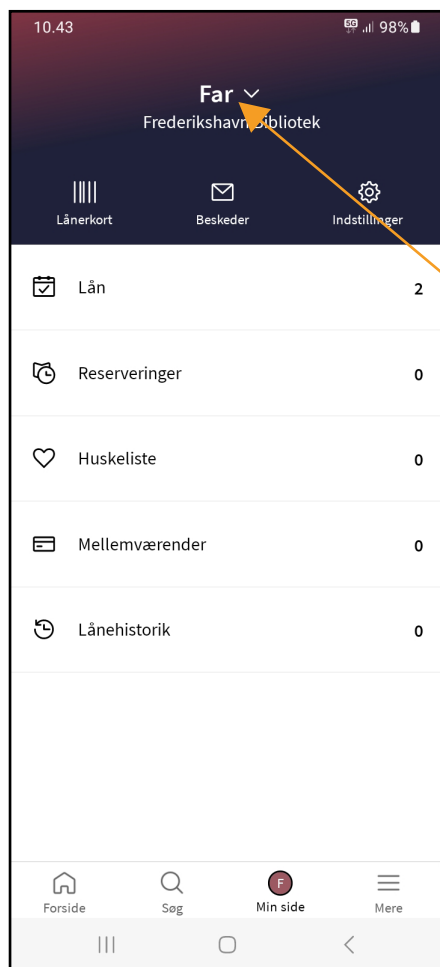 10.43 5G 98%
Far
Frederikshavn Bibliotek
Lånerkort Beskeder Indstillinger
Lån 2
Reserveringer 0
Huskeliste 0
Mellemværender 0
Lånehistorik 0
F
Forside Søg Min side Mere